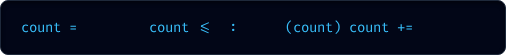 count =         count <=  :      (count) count +=